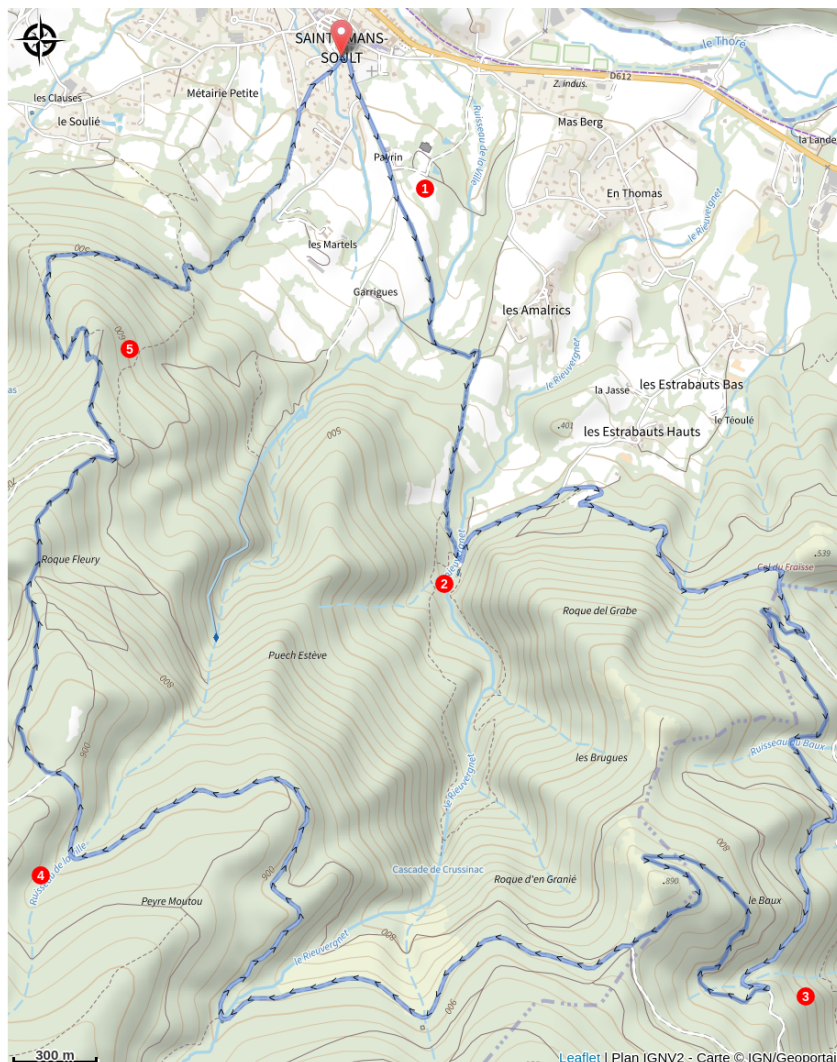 SAINT-AMANS-
SOULT
le Thoré
les Clauses
Métairie Petite
D612
Z. indus.
le Soulié
Mas Berg
la Lande
Ruisseau de la Ville
Payrin
1
En Thomas
le Rieuvergnet
500
les Martels
Garrigues
les Amalrics
600
5
le Rieuvergnet
les Estrabauts Bas
la Jasse
le Téoulé
.401
les Estrabauts Hauts
500
Roque Fleury
.539
Col du Fraisse
2
Roque del Grabe
Puech Estève
800
900
Ruisseau du Baux
les Brugues
le Rieuvergnet
800
Cascade de Crussinac
4
Ruisseau de la Ville
900
Roque d'en Granié
.890
Peyre Moutou
le Baux
le Rieuvergnet
800
900
3
300 m
Leaflet | Plan IGNV2 - Carte © IGN/Geoportail